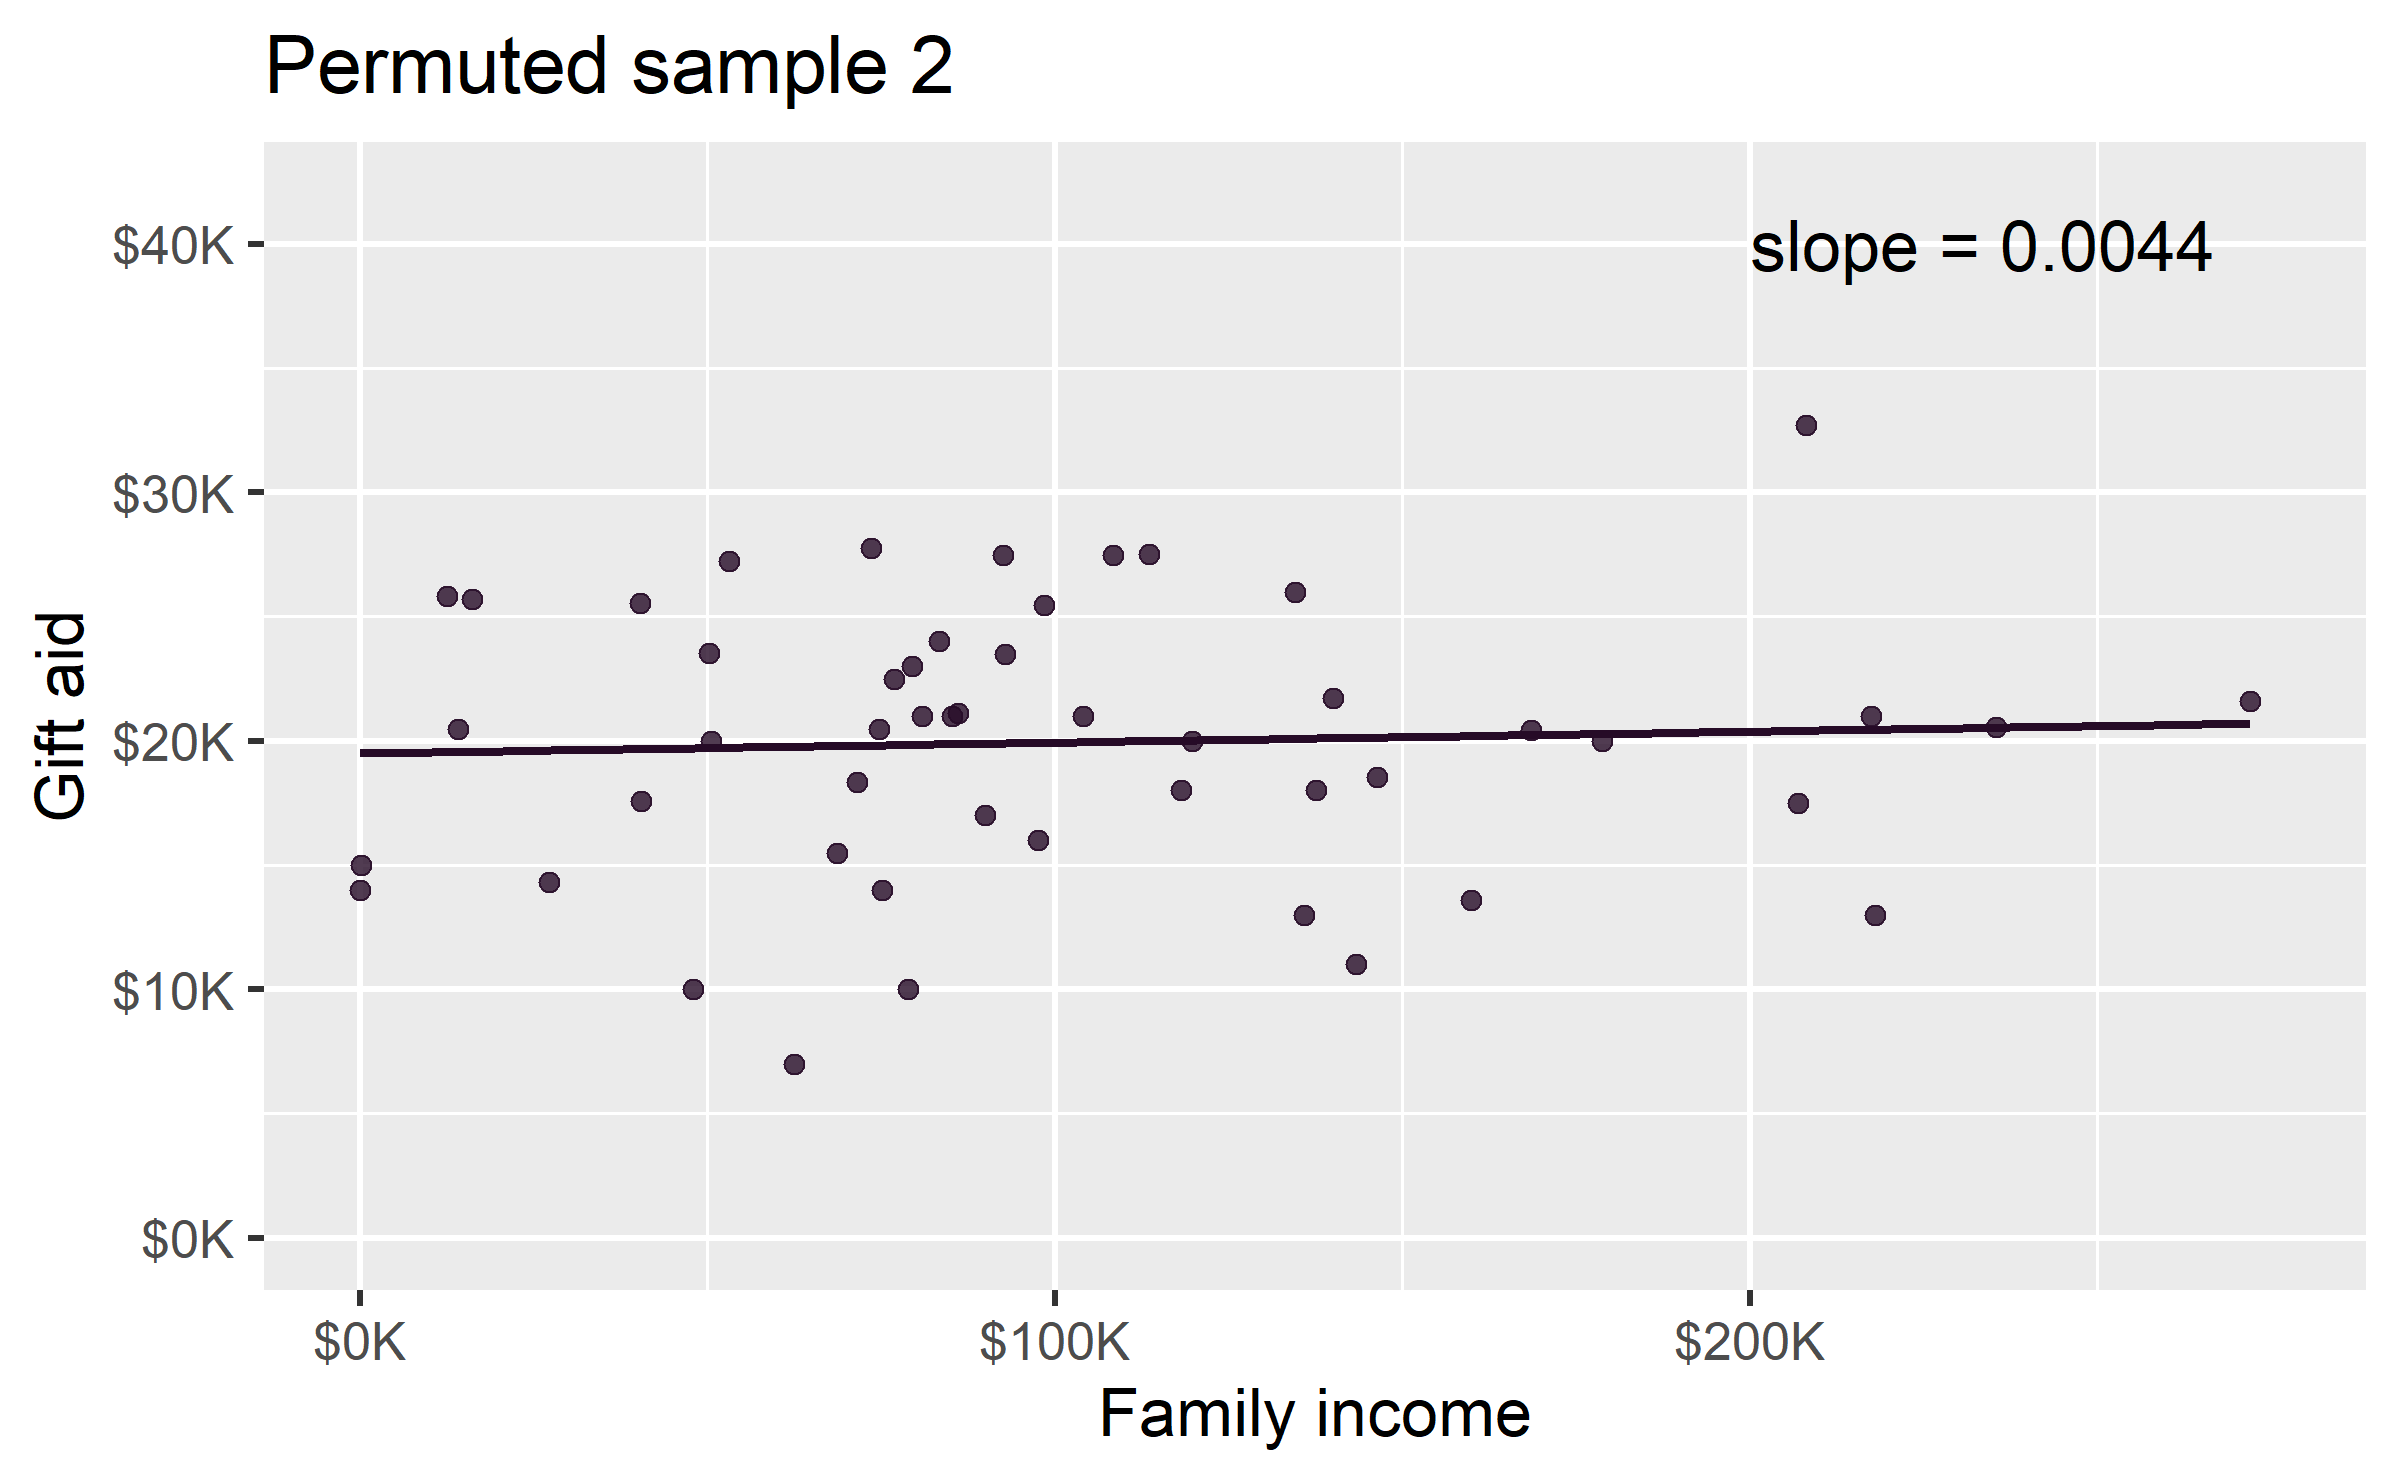 Permuted sample 2
slope = 0.0044
$40K
$30K
$20K
$10K
$0K
Gift aid
$0K
$100K
$200K
Family income